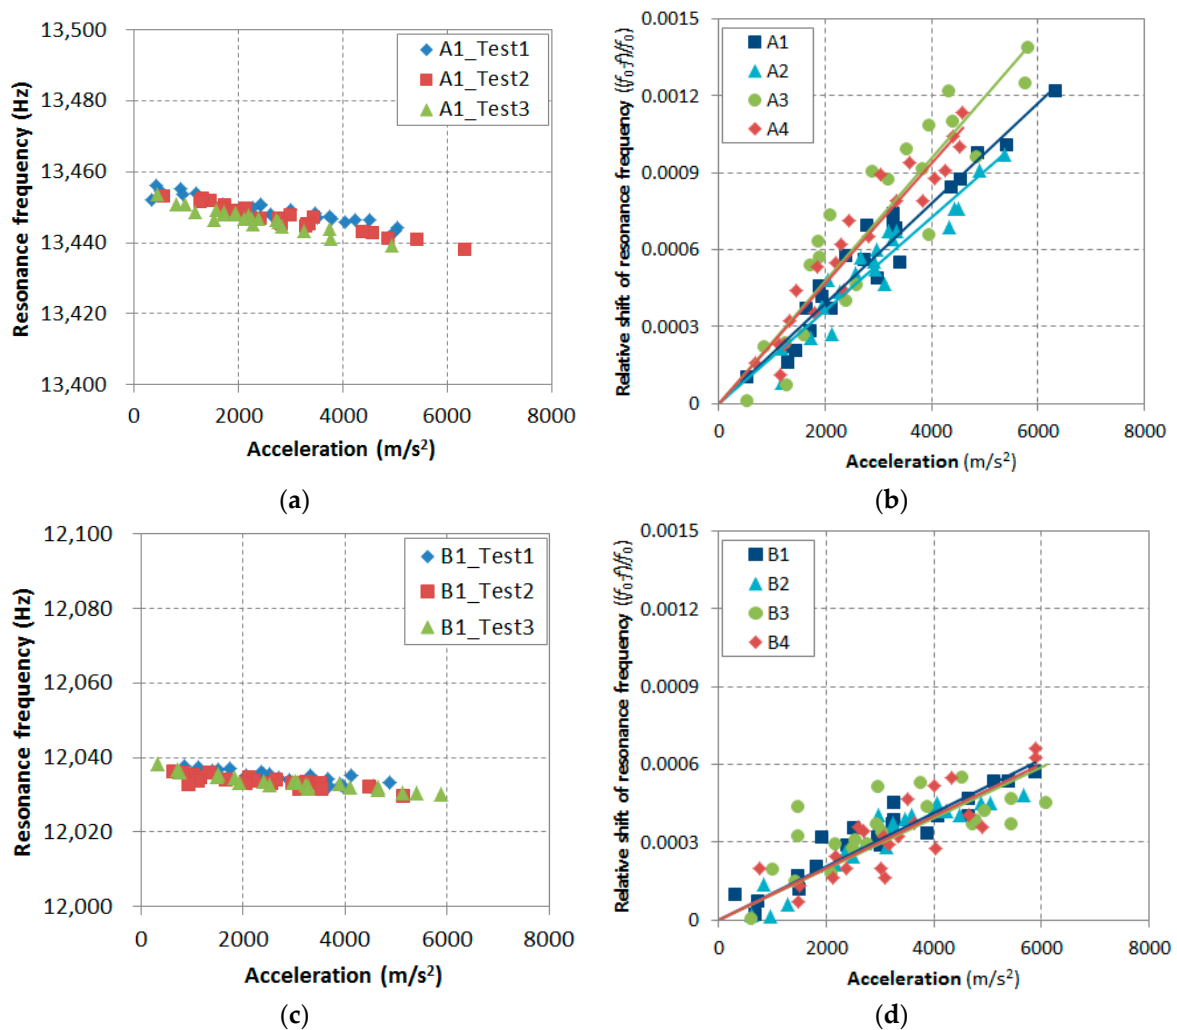 Resonance frequency (Hz)
13,500
13,480
13,460
13,440
13,420
13,400
0 2000 4000 6000 8000
Acceleration (m/s²)
A1_Test1
A1_Test2
A1_Test3
(a)
Relative shift of resonance frequency ((f₀-f)/f₀)
0.0015
0.0012
0.0009
0.0006
0.0003
0
0 2000 4000 6000 8000
Acceleration (m/s²)
A1
A2
A3
A4
(b)
Resonance frequency (Hz)
12,100
12,080
12,060
12,040
12,020
12,000
0 2000 4000 6000 8000
Acceleration (m/s²)
B1_Test1
B1_Test2
B1_Test3
(c)
Relative shift of resonance frequency ((f₀-f)/f₀)
0.0015
0.0012
0.0009
0.0006
0.0003
0
0 2000 4000 6000 8000
Acceleration (m/s²)
B1
B2
B3
B4
(d)